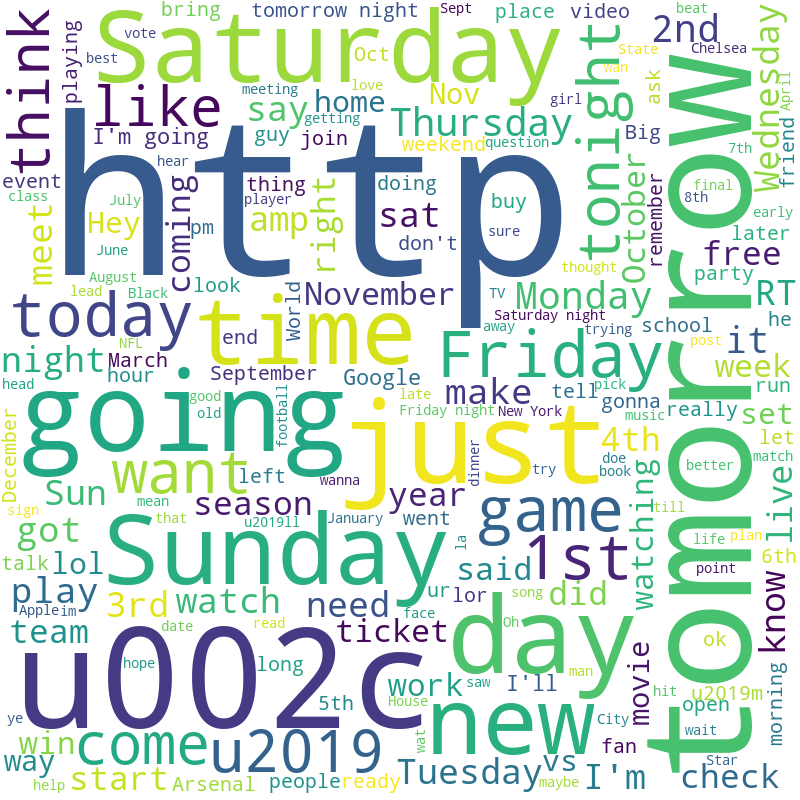 bring
tomorrow night
Sept
place
video
2nd
beat
vote
best
playing
think
Saturday
Oct
Chelsea
State
wan
ask
Wednesday
April
love
meeting
getting
like
say
home
Nov
girl
tonight
tomorrow
I'm going
guy
join
Thursday
weekend
question
Big
7th
friend
hear
http
event
class
thing
player
doing
buy
final
8th
early
July
Hey
meet
coming
pm
amp
right
sat
don't
sure
October
remember
later
free
June
August
look
thought
party
lead
Black
World
November
TV
Monday
RT
today
time
end
Saturday night
away
trying
school
he
it
NFL
night
March
September
Friday
post
week
head
hour
Google
make
tell
pick
run
going
good
old
football
late
Friday night
New York
just
gonna
music
really
set
December
want
left
4th
let
match
Sun
season
year
wanna
dinner
try
doe
book
better
live
sign
mean
that
u2019ll
January
went
game
watching
till
got
Sunday
la
1st
life
plan
talk
lol
ur
lor
said
did
point
6th
play
Apple
im
3rd
watch
need
face
song
Oh
day
know
team
date
read
ticket
man
ok
u002c
hope
long
work
saw
I'll
movie
hit
u2019m
morning
ye
5th
House
wat
new
City
open
win
come
u2019
fan
wait
way
start
Arsenal
people
ready
Tuesday
vs
maybe
I'm
Star
check
help